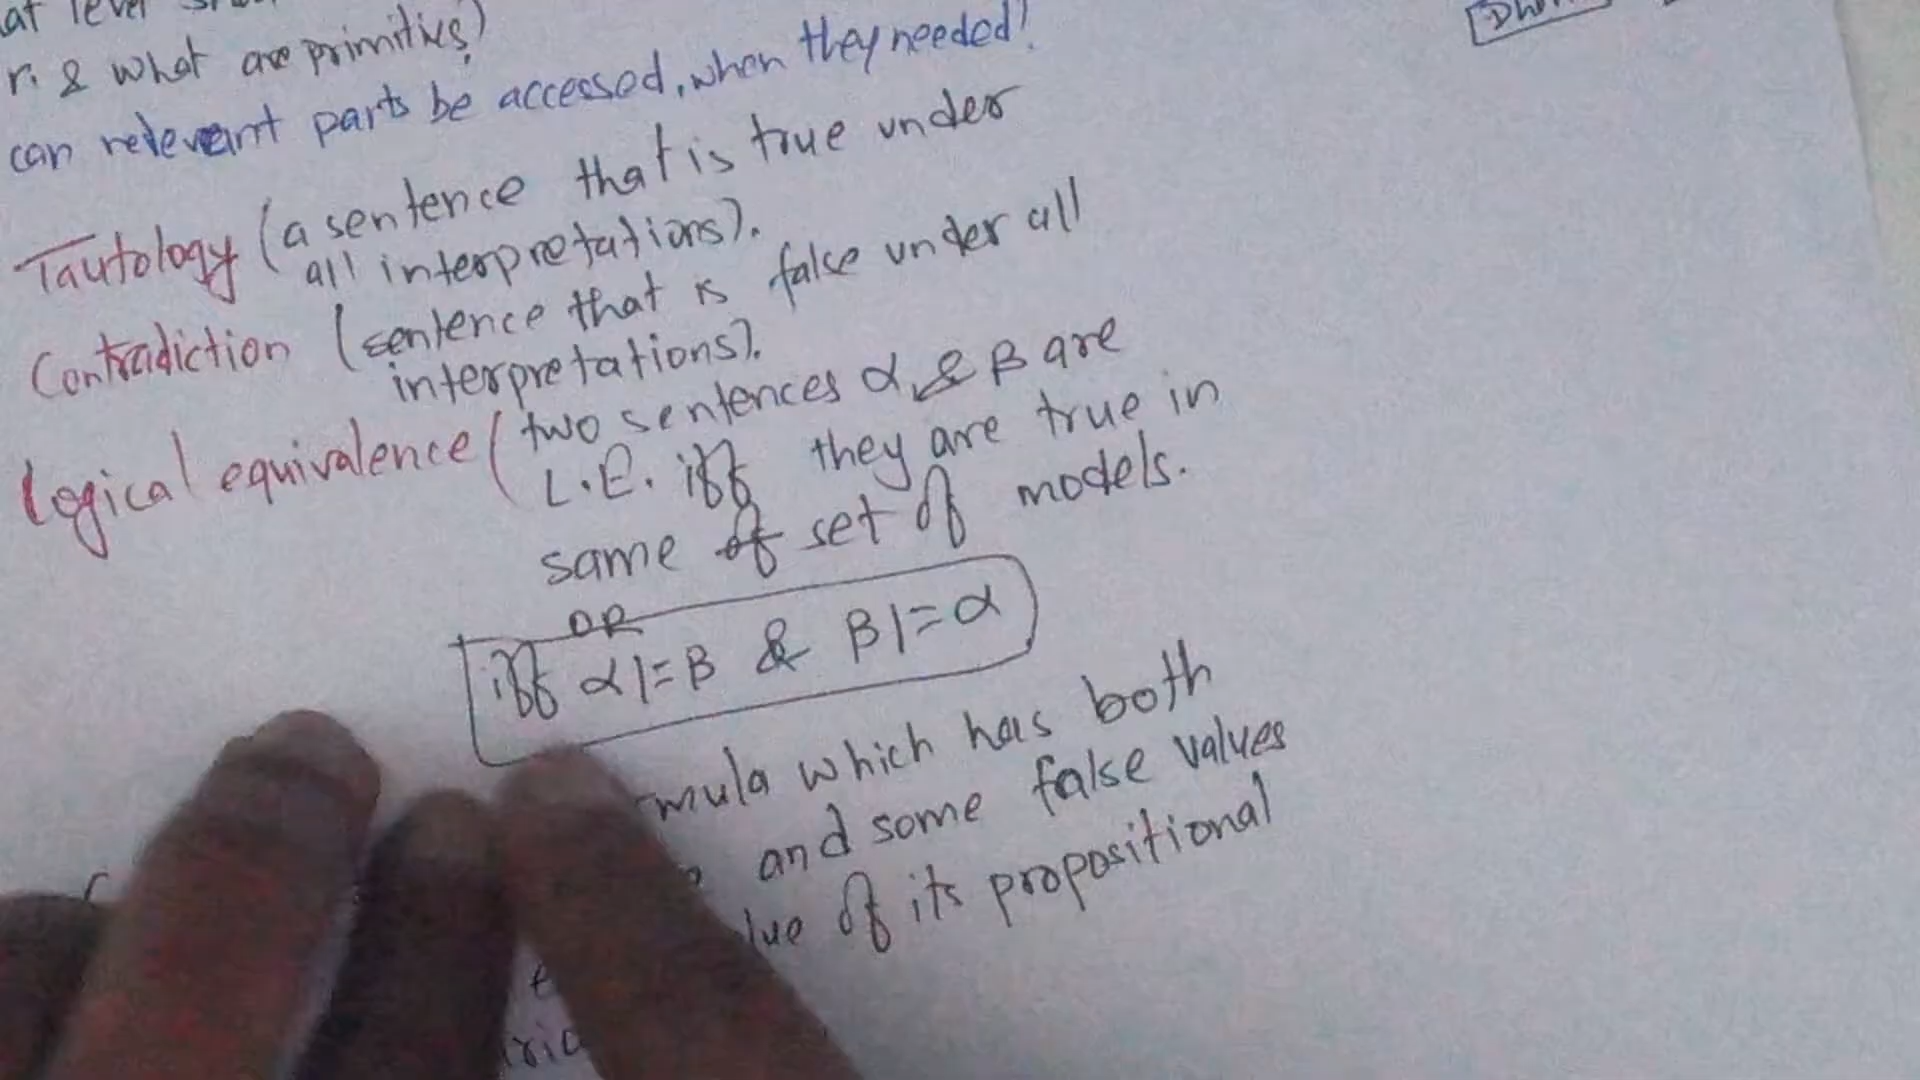 at level
r. & what are primitives)
can relevant parts be accessed, when they needed?
Tautology (a sentence that is true under
all interpretations).
Contradiction (sentence that is false under all
interpretations).
Logical equivalence (two sentences α, & β are
L.E. iff they are true in
same of set of models.
OR
iff α |= β & β |= α
which has both
and some false values
of its propositional